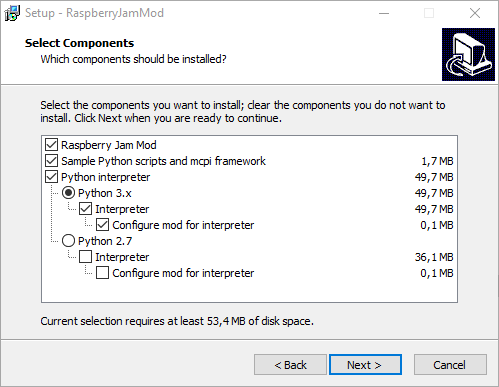 Setup - RaspberryJamMod
Select Components
Which components should be installed?
Select the components you want to install; clear the components you do not want to
install. Click Next when you are ready to continue.
Raspberry Jam Mod
Sample Python scripts and mcpi framework 1,7 MB
Python interpreter 49,7 MB
Python 3.x 49,7 MB
Interpreter 49,7 MB
Configure mod for interpreter 0,1 MB
Python 2.7
Interpreter 36,1 MB
Configure mod for interpreter 0,1 MB
Current selection requires at least 53,4 MB of disk space.
< Back Next > Cancel